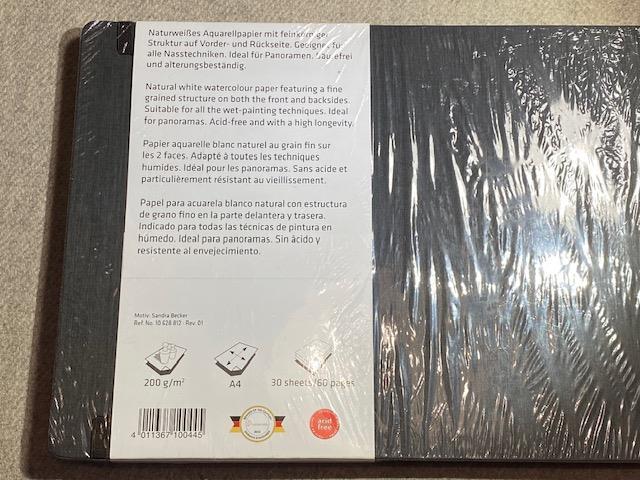 Naturweißes Aquarellpapier mit feinkörniger
Struktur auf Vorder- und Rückseite. Geeignet für
alle Nasstechniken. Ideal für Panoramen. Säurefrei
und alterungsbeständig.
Natural white watercolour paper featuring a fine
grained structure on both the front and backsides.
Suitable for all the wet-painting techniques. Ideal
for panoramas. Acid-free and with a high longevity.
Papier aquarelle blanc naturel au grain fin sur
les 2 faces. Adapté à toutes les techniques
humides. Idéal pour les panoramas. Sans acide et
particulièrement résistant au vieillissement.
Papel para acuarela blanco natural con estructura
de grano fino en la parte delantera y trasera.
Indicado para todas las técnicas de pintura en
húmedo. Ideal para panoramas. Sin ácido y
resistente al envejecimiento.
Motiv: Sandra Becker
Ref. No. 10 628 812 · Rev. 01
200 g/m² A4 30 sheets/60 pages
4 011367 100445
acid
free